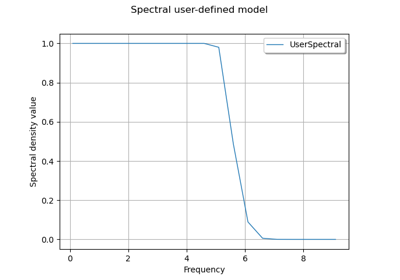 Spectral user-defined model
UserSpectral
1.0
0.8
0.6
0.4
0.2
0.0
Spectral density value
0
2
4
6
8
Frequency